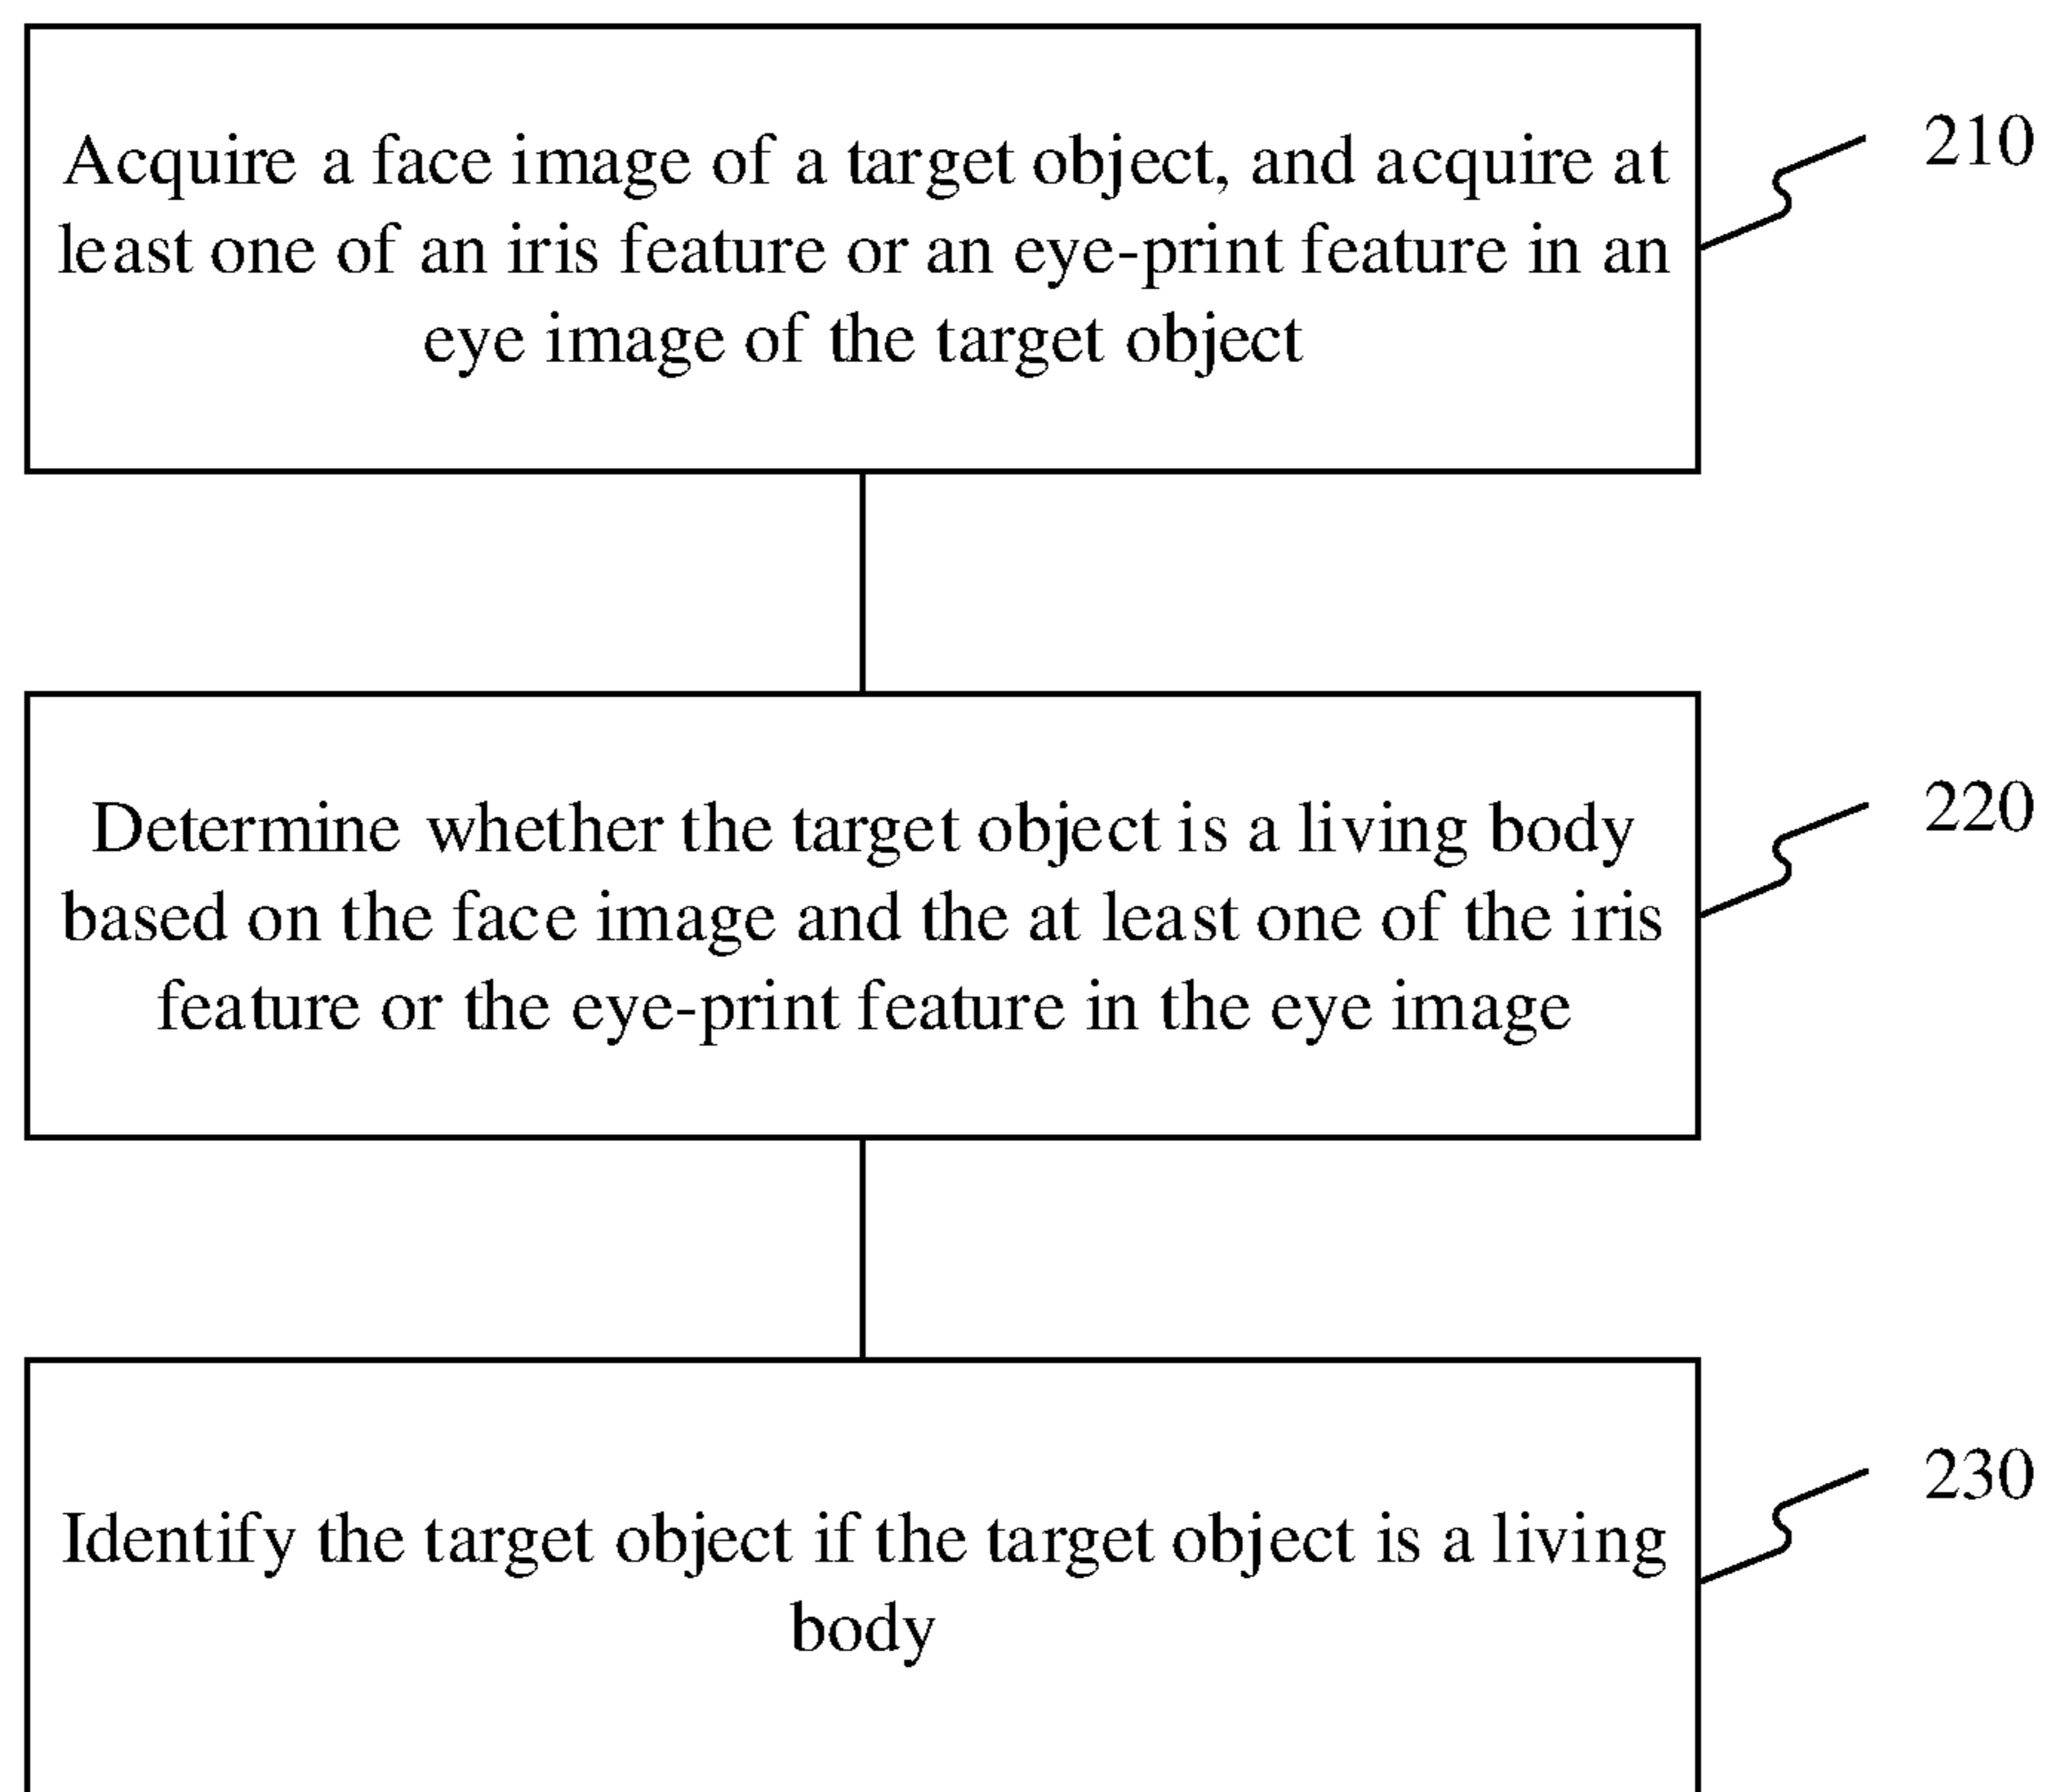 Acquire a face image of a target object, and acquire at
least one of an iris feature or an eye-print feature in an
eye image of the target object
210
Determine whether the target object is a living body
based on the face image and the at least one of the iris
feature or the eye-print feature in the eye image
220
Identify the target object if the target object is a living
body
230